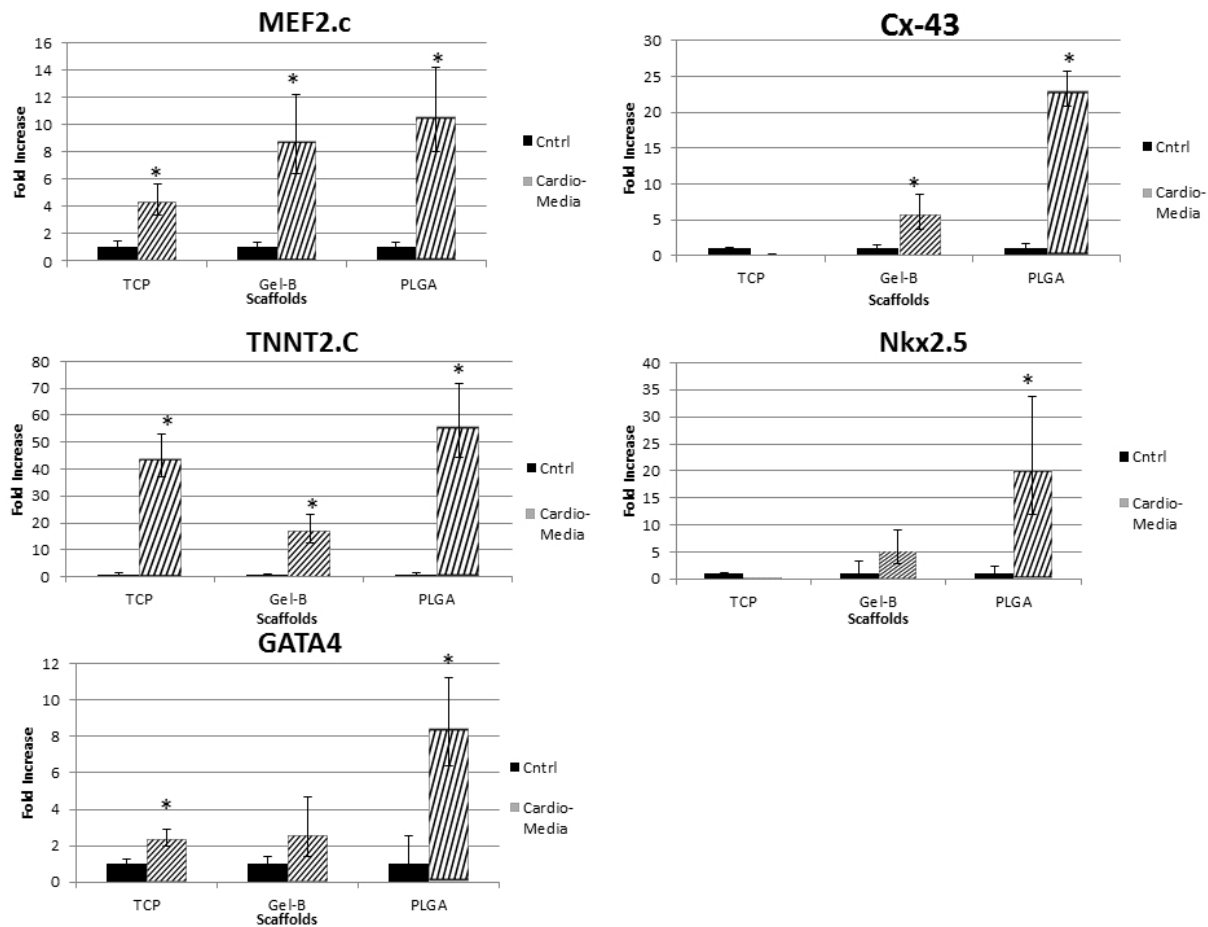 MEF2.c
16
14
12
10
8
6
4
2
0
Fold Increase
*
*
*
TCP
Gel-B
PLGA
Scaffolds
Cntrl
Cardio-
Media
Cx-43
30
25
20
15
10
5
0
Fold Increase
*
*
TCP
Gel-B
PLGA
Scaffolds
Cntrl
Cardio-
Media
TNNT2.C
80
70
60
50
40
30
20
10
0
Fold Increase
*
*
*
TCP
Gel-B
PLGA
Scaffolds
Cntrl
Cardio-
Media
Nkx2.5
40
35
30
25
20
15
10
5
0
Fold Increase
*
TCP
Gel-B
PLGA
Scaffolds
Cntrl
Cardio-
Media
GATA4
12
10
8
6
4
2
0
Fold Increase
*
*
TCP
Gel-B
PLGA
Scaffolds
Cntrl
Cardio-
Media